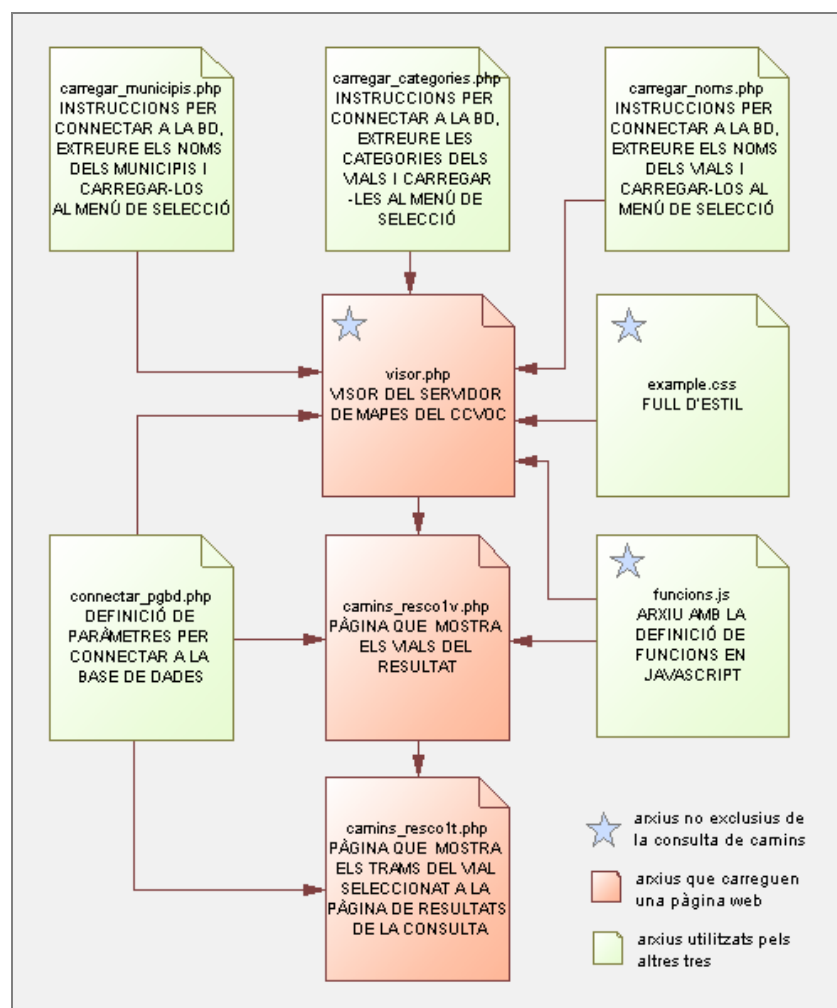 carregar_municipis.php
INSTRUCCIONS PER
CONNECTAR A LA BD,
EXTREURE ELS NOMS
DELS MUNICIPIS I
CARREGAR-LOS
AL MENÚ DE SELECCIÓ
carregar_categories.php
INSTRUCCIONS PER
CONNECTAR A LA BD,
EXTREURE LES
CATEGORIES DELS
VIALS I CARREGAR
-LES AL MENÚ DE
SELECCIÓ
carregar_noms.php
INSTRUCCIONS PER
CONNECTAR A LA BD,
EXTREURE ELS NOMS
DELS VIALS I
CARREGAR-LOS AL
MENÚ DE SELECCIÓ
visor.php
VISOR DEL SERVIDOR
DE MAPES DEL CCVOC
example.css
FULL D'ESTIL
connectar_pgbd.php
DEFINICIÓ DE
PARÀMETRES PER
CONNECTAR A LA
BASE DE DADES
camins_resco1v.php
PÀGINA QUE MOSTRA
ELS VIALS DEL
RESULTAT
funcions.js
ARXIU AMB LA
DEFINICIÓ DE
FUNCIONS EN
JAVASCRIPT
camins_resco1t.php
PÀGINA QUE MOSTRA
ELS TRAMS DEL VIAL
SELECCIONAT A LA
PÀGINA DE RESULTATS
DE LA CONSULTA
arxius no exclusius de
la consulta de camins
arxius que carreguen
una pàgina web
arxius utilitzats pels
altres tres